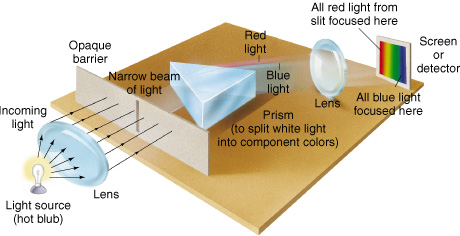 All red light from
slit focused here
Screen
or
detector
Red
light
Opaque
barrier
Narrow beam
of light
Blue
light
Lens
All blue light
focused here
Incoming
light
Prism
(to split white light
into component colors)
Lens
Light source
(hot blub)